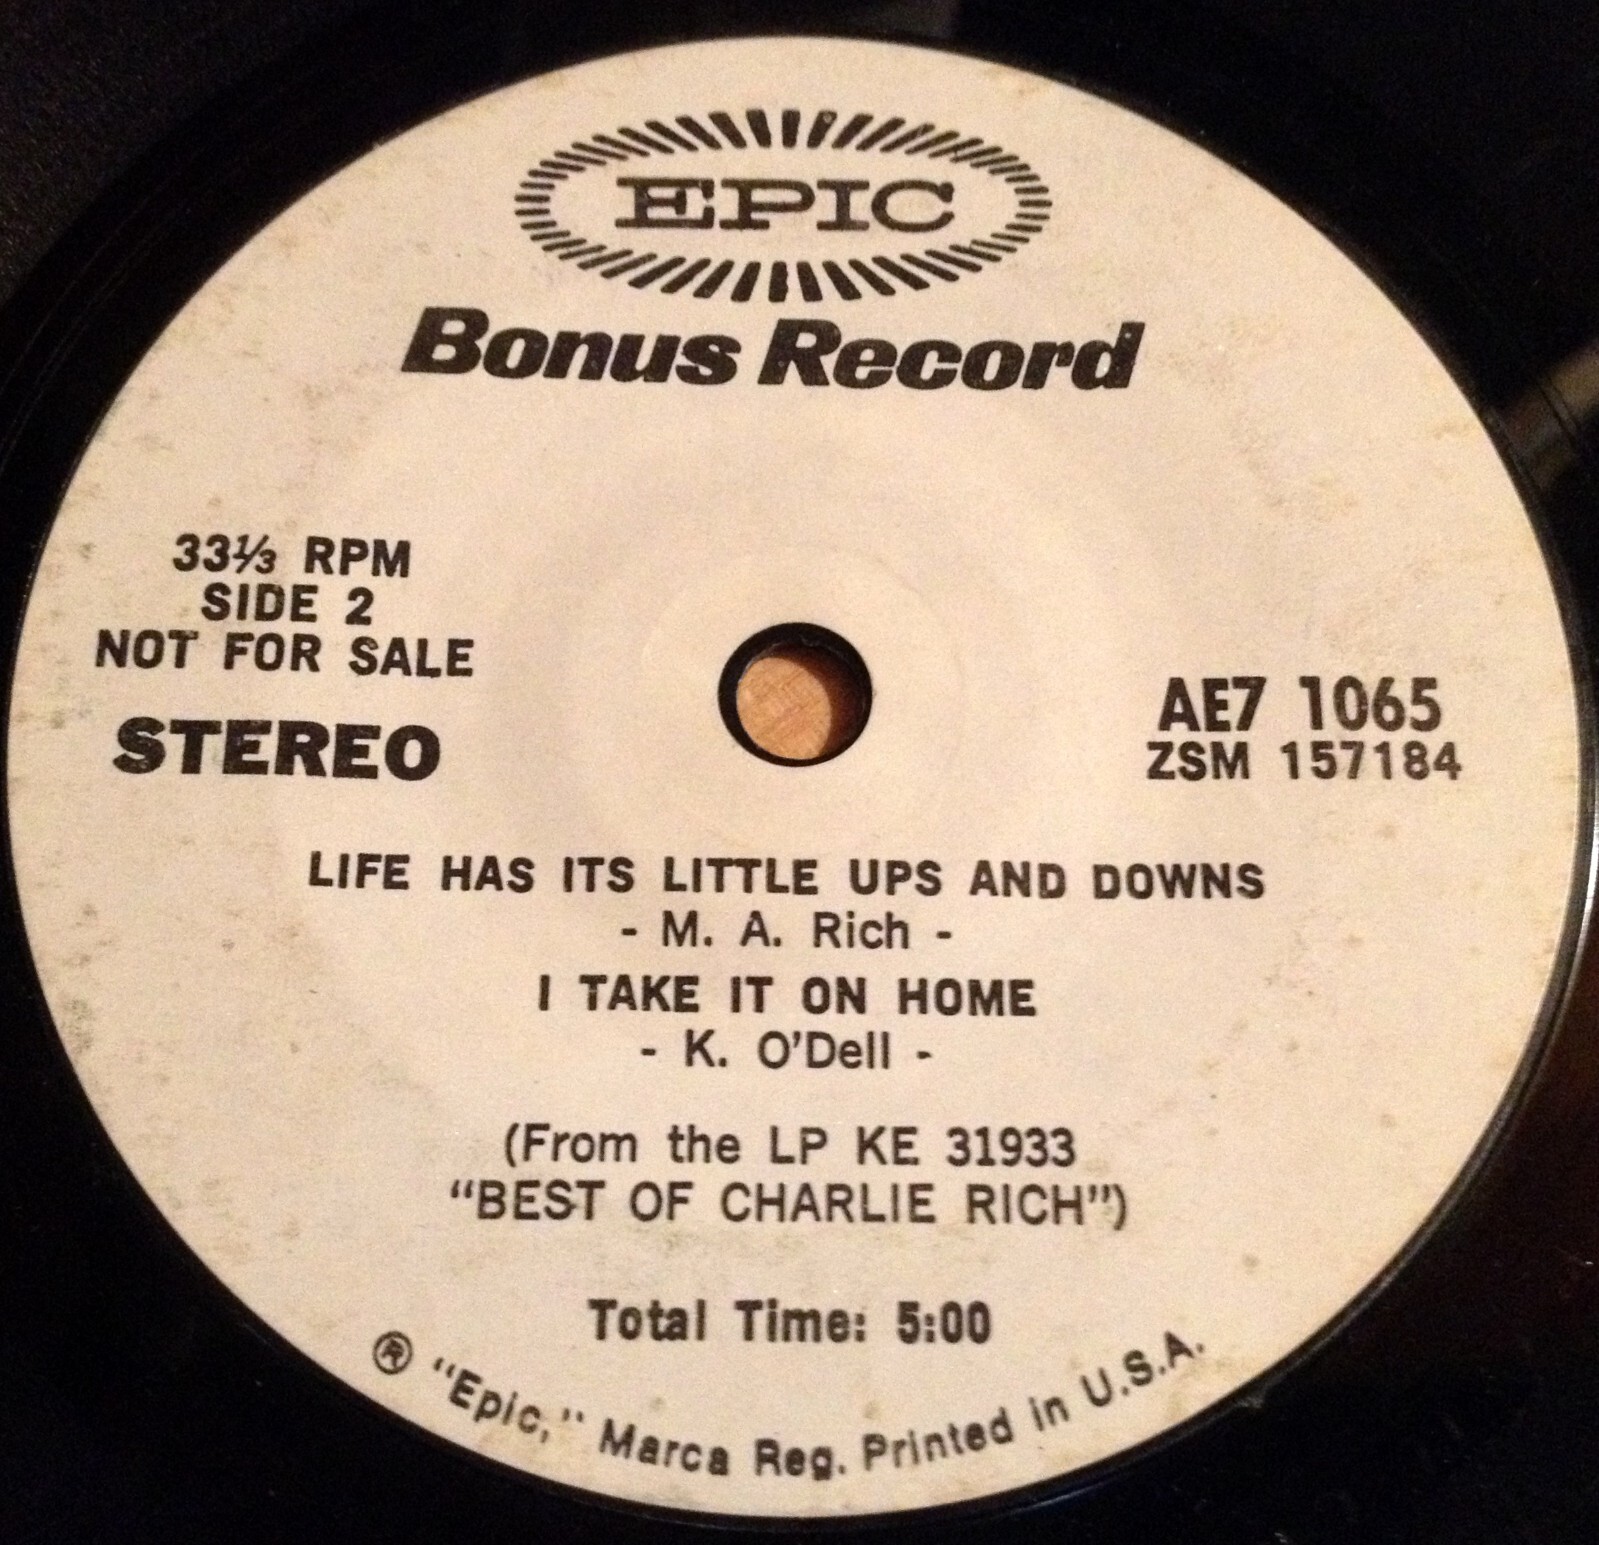 EPIC
Bonus Record
33⅓ RPM
SIDE 2
NOT FOR SALE
STEREO
AE7 1065
ZSM 157184
LIFE HAS ITS LITTLE UPS AND DOWNS
- M. A. Rich -
I TAKE IT ON HOME
- K. O'Dell -
(From the LP KE 31933
"BEST OF CHARLIE RICH")
Total Time: 5:00
® "Epic," Marca Reg. Printed in U.S.A.